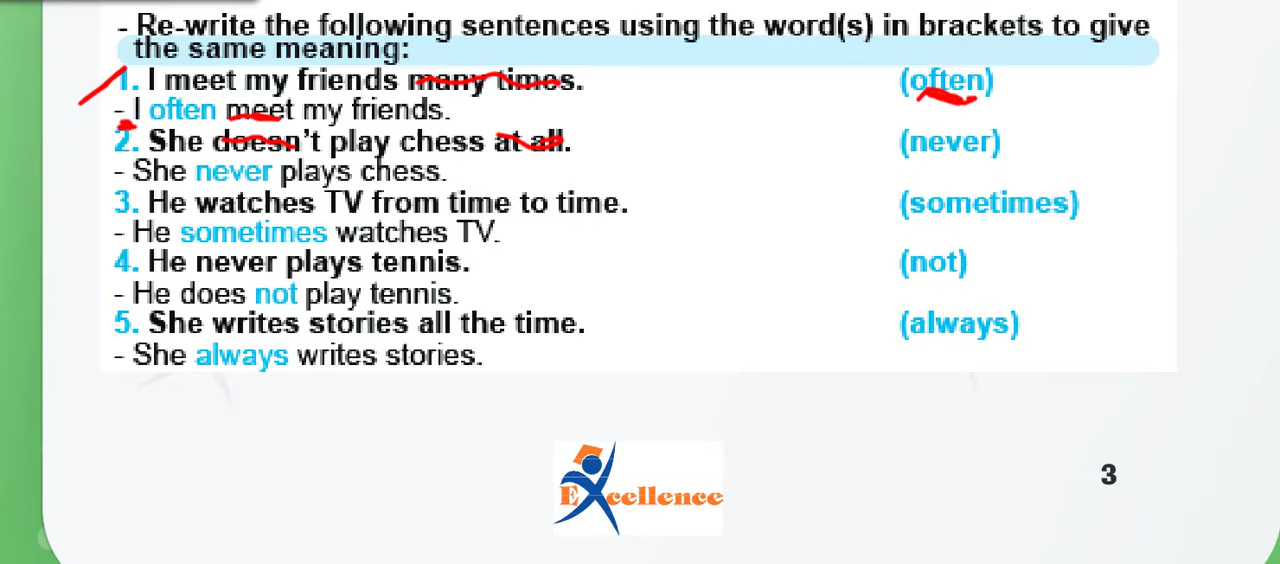 - Re-write the following sentences using the word(s) in brackets to give
the same meaning:
1. I meet my friends many times. (often)
- I often meet my friends.
2. She doesn't play chess at all. (never)
- She never plays chess.
3. He watches TV from time to time. (sometimes)
- He sometimes watches TV.
4. He never plays tennis. (not)
- He does not play tennis.
5. She writes stories all the time. (always)
- She always writes stories.
Excellence
3